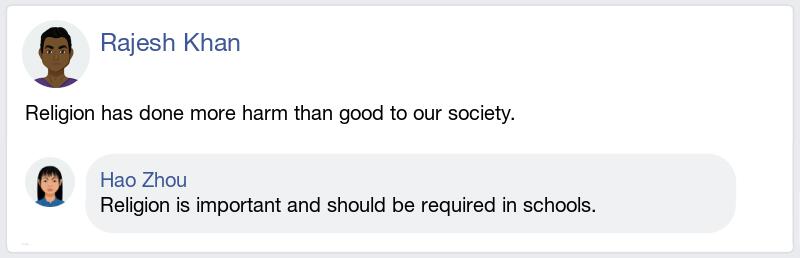 Rajesh Khan
Religion has done more harm than good to our society.
Hao Zhou
Religion is important and should be required in schools.